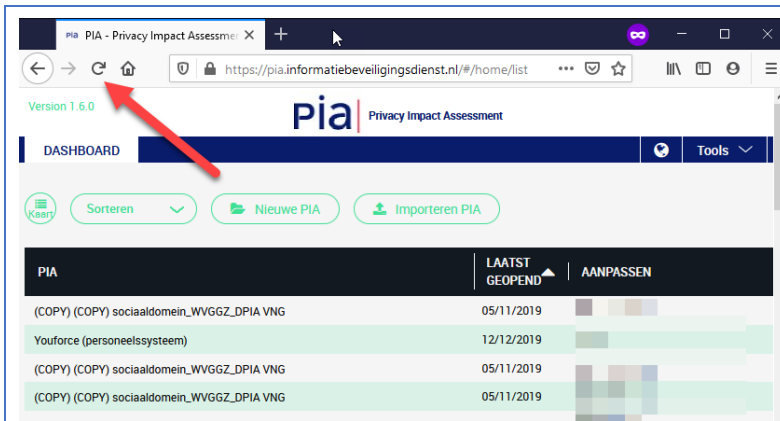 PIA PIA - Privacy Impact Assessmen
https://pia.informatiebeveiligingsdienst.nl/#/home/list
Version 1.6.0
pia Privacy Impact Assessment
DASHBOARD
Tools
Kaart
Sorteren
Nieuwe PIA
Importeren PIA
PIA
LAATST
GEOPEND
AANPASSEN
(COPY) (COPY) sociaaldomein_WVGGZ_DPIA VNG 05/11/2019
Youforce (personeelssysteem) 12/12/2019
(COPY) (COPY) sociaaldomein_WVGGZ_DPIA VNG 05/11/2019
(COPY) (COPY) sociaaldomein_WVGGZ_DPIA VNG 05/11/2019